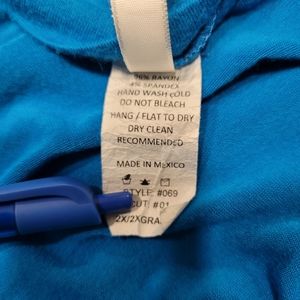 96% RAYON
4% SPANDEX
HAND WASH COLD
DO NOT BLEACH
HANG / FLAT TO DRY
DRY CLEAN
RECOMMENDED
MADE IN MEXICO
STYLE: #069
CUT: #01
2X/2XGRA